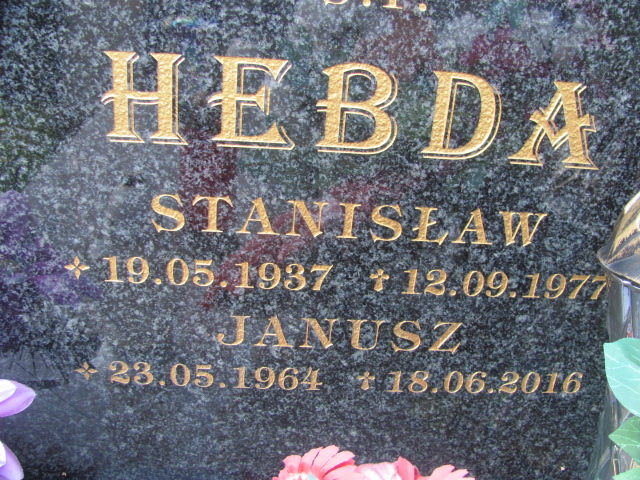 Ś.P.
HEBDA
STANISŁAW
✧ 19.05.1937 ✝ 12.09.1977
JANUSZ
✧ 23.05.1964 ✝ 18.06.2016